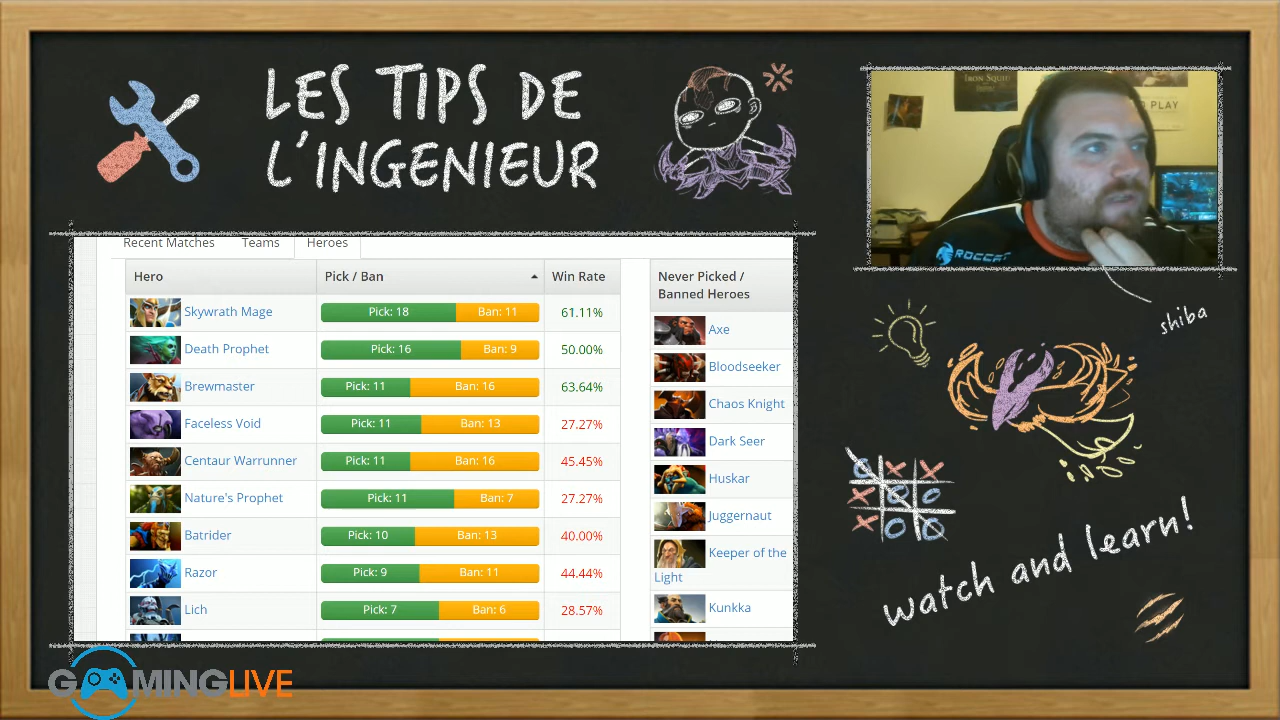 LES TIPS DE
L'INGENIEUR
IRON SQUID
PLAY
ROCCAT
shiba
Recent Matches Teams Heroes
Hero Pick / Ban Win Rate
Skywrath Mage Pick: 18 Ban: 11 61.11%
Death Prophet Pick: 16 Ban: 9 50.00%
Brewmaster Pick: 11 Ban: 16 63.64%
Faceless Void Pick: 11 Ban: 13 27.27%
Centaur Warrunner Pick: 11 Ban: 16 45.45%
Nature's Prophet Pick: 11 Ban: 7 27.27%
Batrider Pick: 10 Ban: 13 40.00%
Razor Pick: 9 Ban: 11 44.44%
Lich Pick: 7 Ban: 6 28.57%
Never Picked /
Banned Heroes
Axe
Bloodseeker
Chaos Knight
Dark Seer
Huskar
Juggernaut
Keeper of the
Light
Kunkka
watch and learn!
GAMINGLIVE